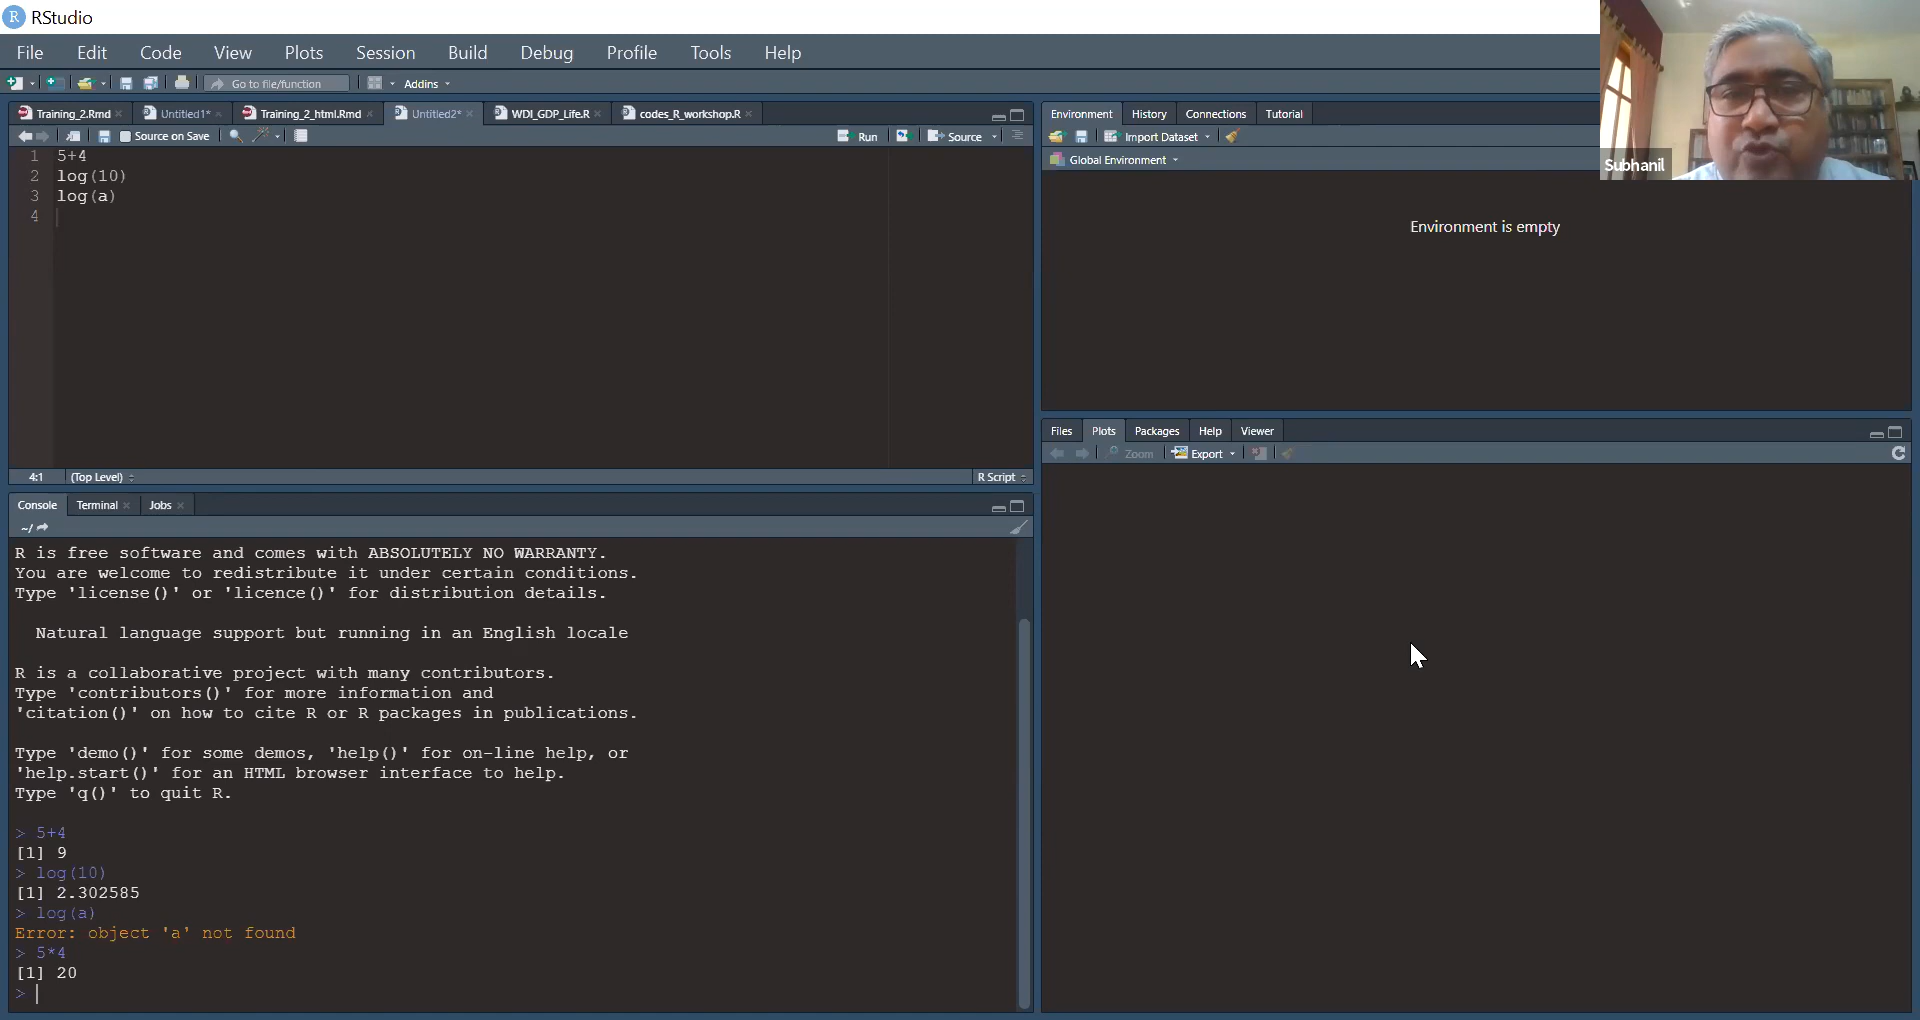 RStudio
File Edit Code View Plots Session Build Debug Profile Tools Help
Go to file/function Addins
Training_2.Rmd Untitled1* Training_2_html.Rmd Untitled2* WDI_GDP_Life.R codes_R_workshop.R
Source on Save Run Source
1 5+4
2 log(10)
3 log(a)
4
4:1 (Top Level) R Script
Console Terminal Jobs
~/
R is free software and comes with ABSOLUTELY NO WARRANTY.
You are welcome to redistribute it under certain conditions.
Type 'license()' or 'licence()' for distribution details.
Natural language support but running in an English locale
R is a collaborative project with many contributors.
Type 'contributors()' for more information and
'citation()' on how to cite R or R packages in publications.
Type 'demo()' for some demos, 'help()' for on-line help, or
'help.start()' for an HTML browser interface to help.
Type 'q()' to quit R.
> 5+4
[1] 9
> log(10)
[1] 2.302585
> log(a)
Error: object 'a' not found
> 5*4
[1] 20
>
Environment History Connections Tutorial
Import Dataset
Global Environment
Environment is empty
Files Plots Packages Help Viewer
Zoom Export
Subhanil